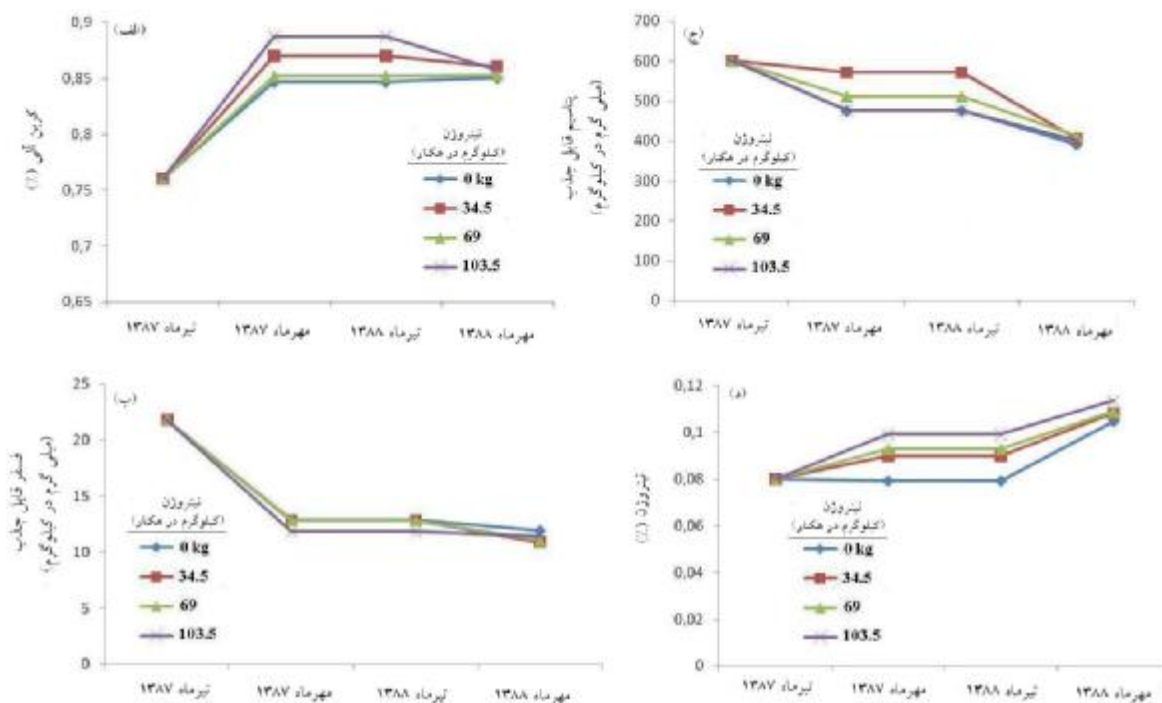 (الف)
کربن آلی (٪)
0,9
0,85
0,8
0,75
0,7
0,65
نیتروژن
(کیلوگرم در هکتار)
0 kg
34.5
69
103.5
تیرماه ۱۳۸۷
مهرماه ۱۳۸۷
تیرماه ۱۳۸۸
مهرماه ۱۳۸۸
(ج)
پتاسیم قابل جذب
(میلی گرم در کیلوگرم)
700
600
500
400
300
200
100
0
نیتروژن
(کیلوگرم در هکتار)
0 kg
34.5
69
103.5
تیرماه ۱۳۸۷
مهرماه ۱۳۸۷
تیرماه ۱۳۸۸
مهرماه ۱۳۸۸
(ب)
فسفر قابل جذب
(میلی گرم در کیلوگرم)
25
20
15
10
5
0
نیتروژن
(کیلوگرم در هکتار)
0 kg
34.5
69
103.5
تیرماه ۱۳۸۷
مهرماه ۱۳۸۷
تیرماه ۱۳۸۸
مهرماه ۱۳۸۸
(د)
نیتروژن (٪)
0,12
0,1
0,08
0,06
0,04
0,02
0
نیتروژن
(کیلوگرم در هکتار)
0 kg
34.5
69
103.5
تیرماه ۱۳۸۷
مهرماه ۱۳۸۷
تیرماه ۱۳۸۸
مهرماه ۱۳۸۸